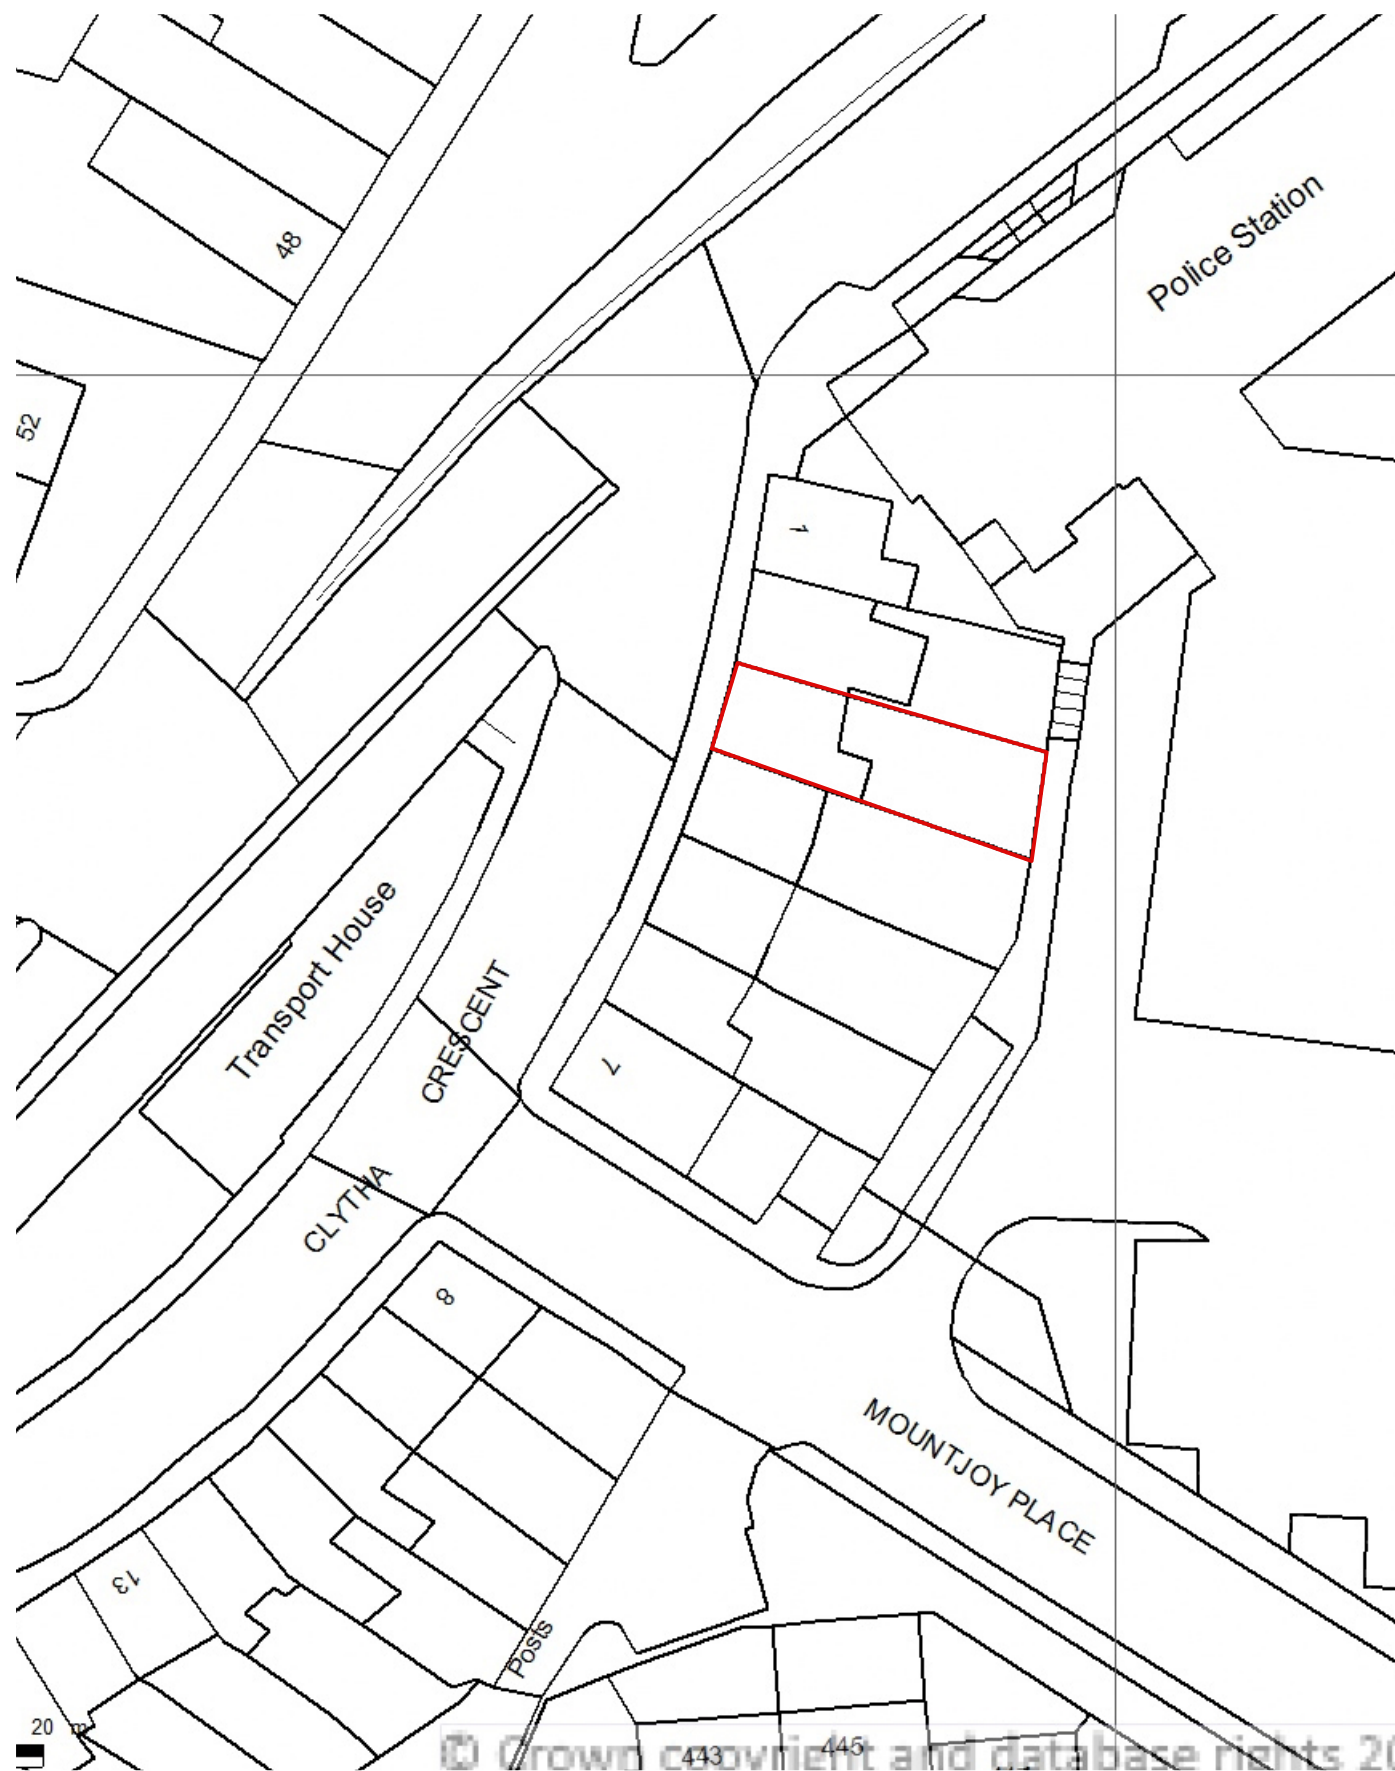 48
Police Station
52
1
Transport House
CRESCENT
7
CLYTHA
8
MOUNTJOY PLACE
13
Posts
20 m
443
445
© Crown copyright and database rights 20